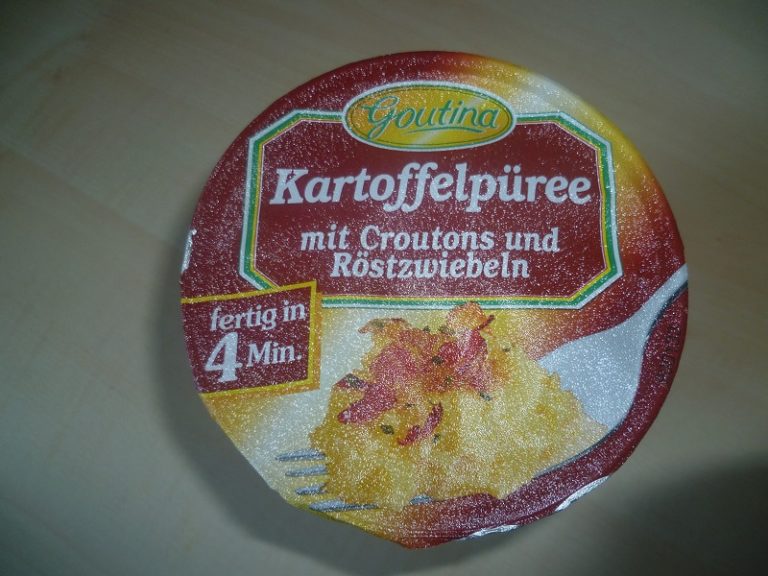 Goutina
Kartoffelpüree
mit Croutons und
Röstzwiebeln
fertig in
4 Min.